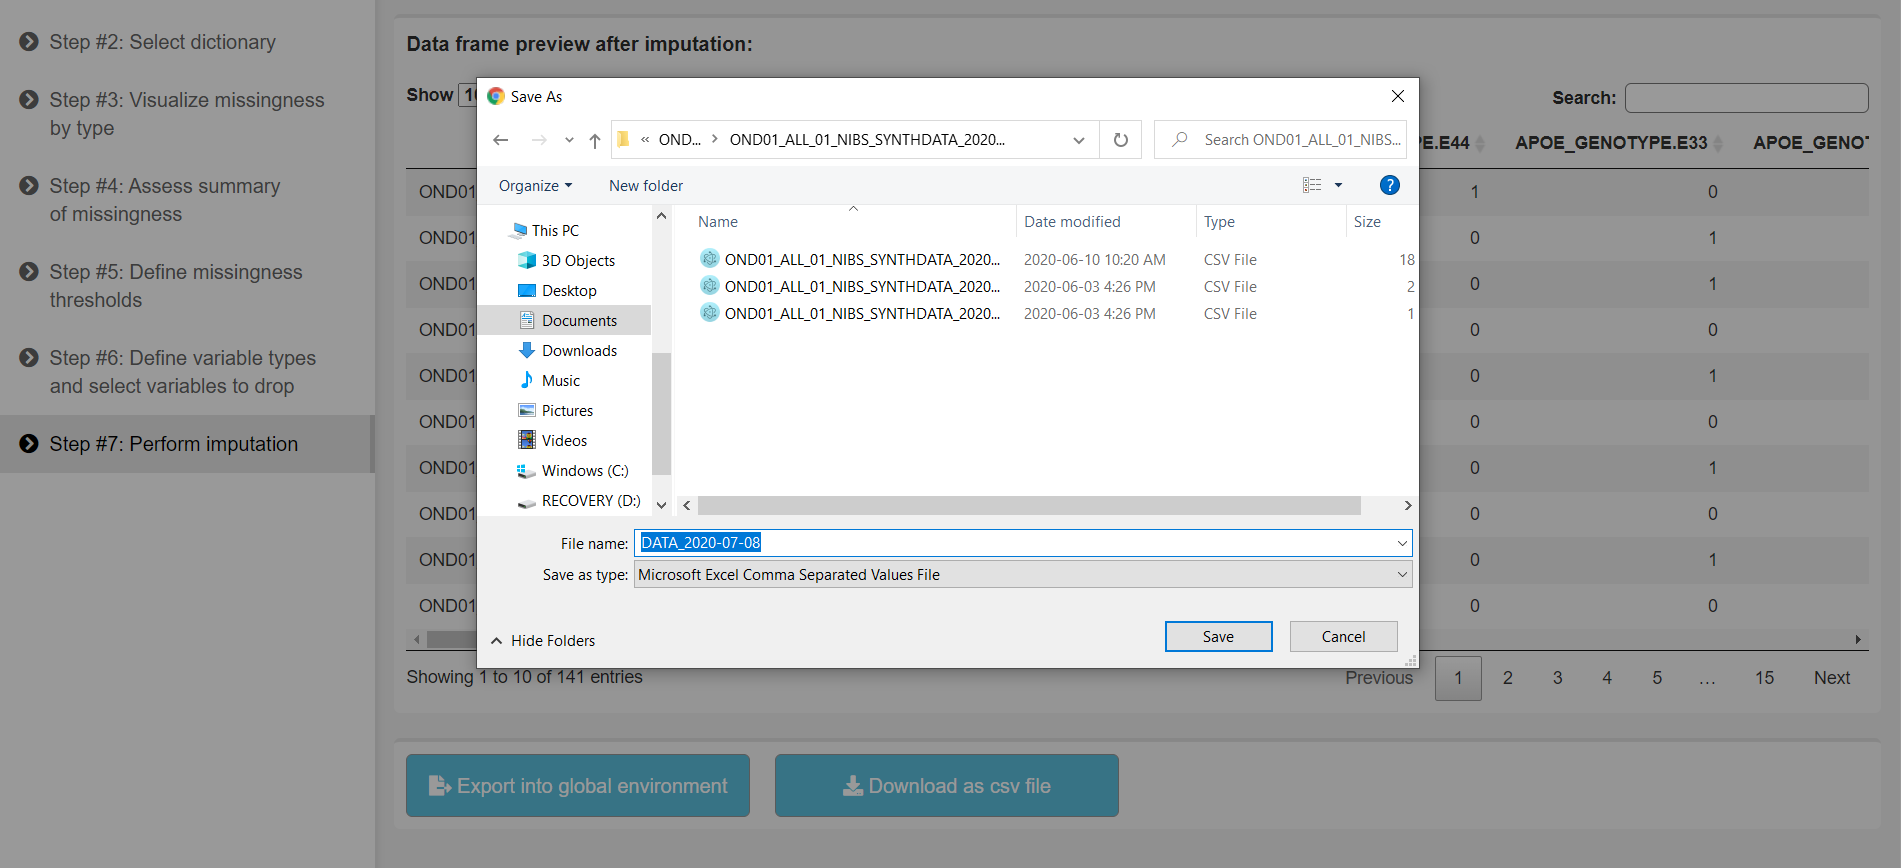 Step #2: Select dictionary
Step #3: Visualize missingness
by type
Step #4: Assess summary
of missingness
Step #5: Define missingness
thresholds
Step #6: Define variable types
and select variables to drop
Step #7: Perform imputation
Data frame preview after imputation:
Show
Search:
E.E44 APOE_GENOTYPE.E33 APOE_GENOT
OND01 1 0
OND01 0 1
OND01 0 1
OND01 0 0
OND01 0 1
OND01 0 0
OND01 0 1
OND01 0 0
OND01 0 1
OND01 0 0
Showing 1 to 10 of 141 entries
Previous 1 2 3 4 5 … 15 Next
Export into global environment
Download as csv file
Save As
« OND... > OND01_ALL_01_NIBS_SYNTHDATA_2020...
Search OND01_ALL_01_NIBS...
Organize
New folder
?
This PC
3D Objects
Desktop
Documents
Downloads
Music
Pictures
Videos
Windows (C:)
RECOVERY (D:)
Name Date modified Type Size
OND01_ALL_01_NIBS_SYNTHDATA_2020... 2020-06-10 10:20 AM CSV File 18
OND01_ALL_01_NIBS_SYNTHDATA_2020... 2020-06-03 4:26 PM CSV File 2
OND01_ALL_01_NIBS_SYNTHDATA_2020... 2020-06-03 4:26 PM CSV File 1
File name: DATA_2020-07-08
Save as type: Microsoft Excel Comma Separated Values File
Hide Folders
Save
Cancel